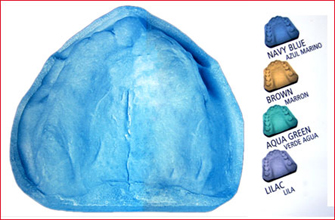 NAVY BLUE
AZUL MARINO
BROWN
MARRON
AQUA GREEN
VERDE AGUA
LILAC
LILA